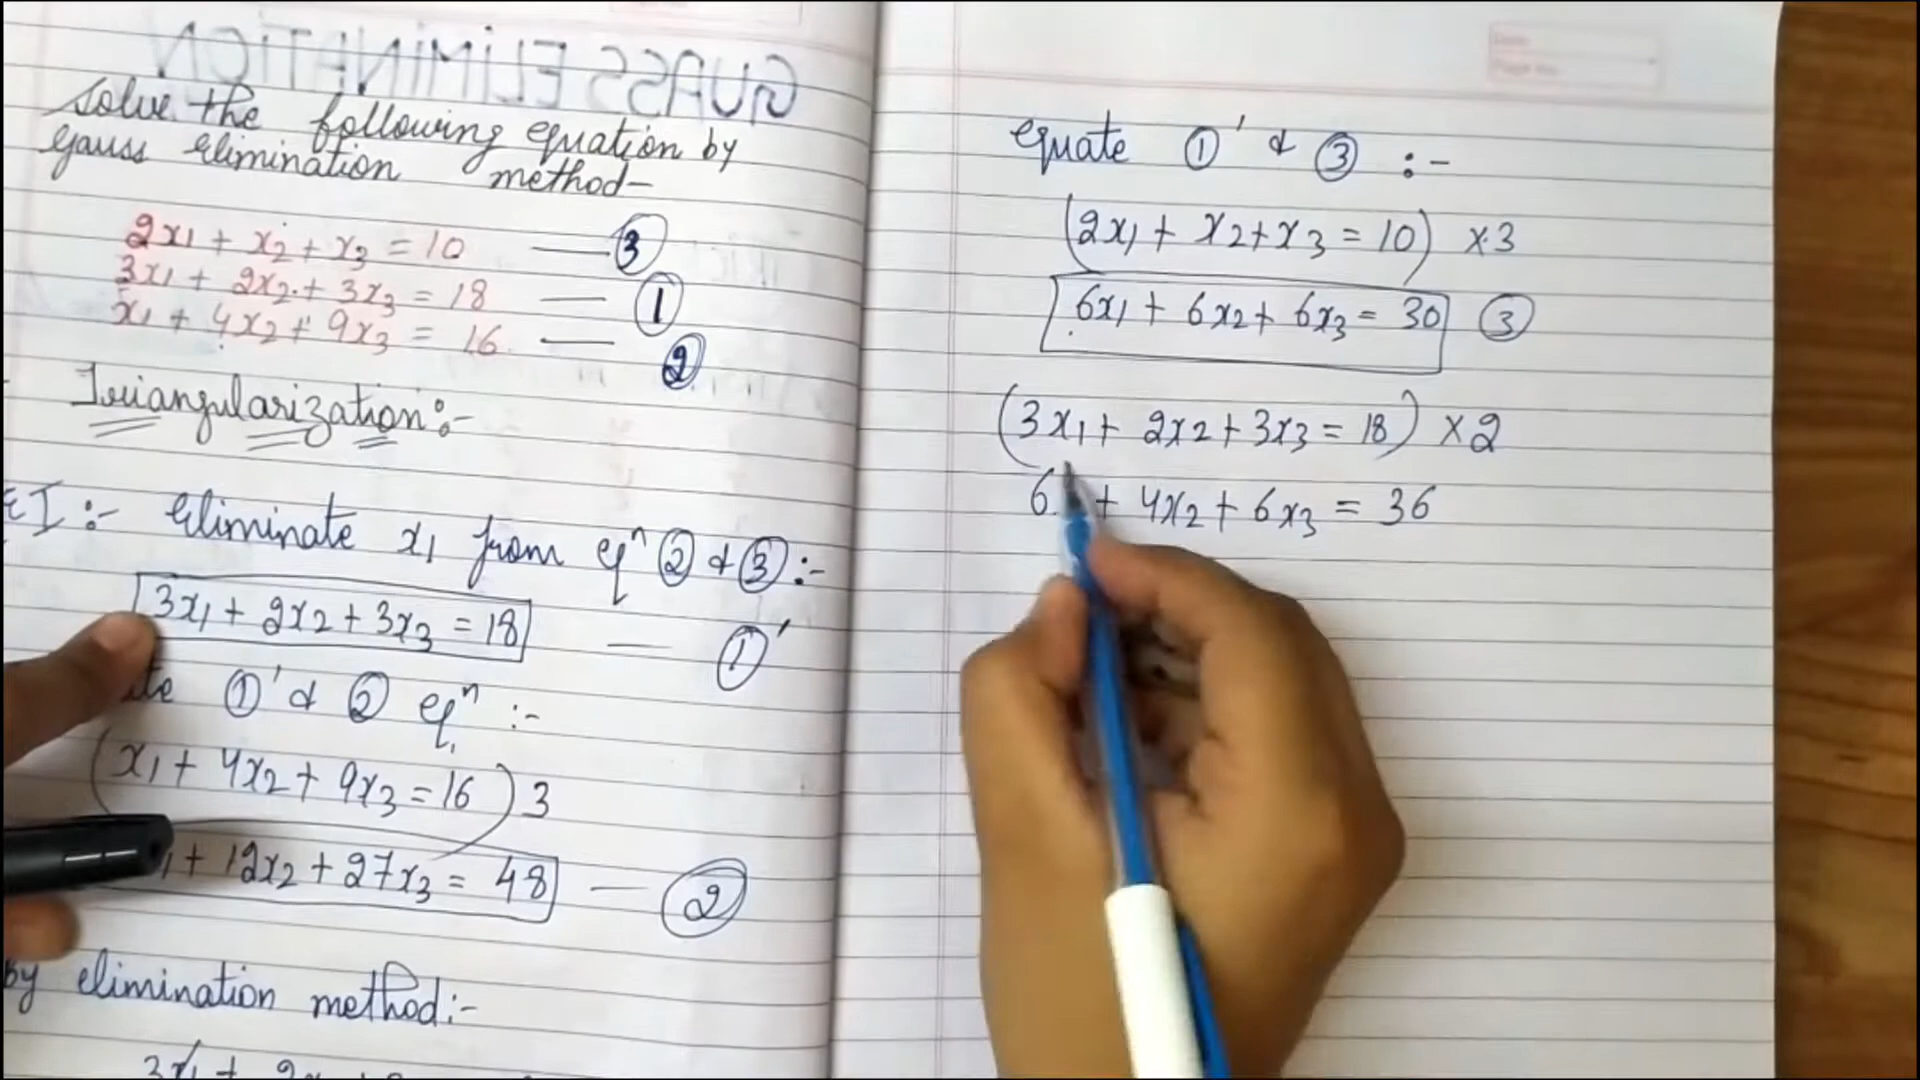 GUASS ELIMINATION
Solve the following equation by
gauss elimination method-
2x₁ + x₂ + x₃ = 10 — ③
3x₁ + 2x₂ + 3x₃ = 18 — ①
x₁ + 4x₂ + 9x₃ = 16 — ②
Triangularization:-
I :- Eliminate x₁ from eqⁿ ② & ③ :-
3x₁ + 2x₂ + 3x₃ = 18 — ①'
①' & ② eqⁿ :-
(x₁ + 4x₂ + 9x₃ = 16) 3
+ 12x₂ + 27x₃ = 48 — ②
By elimination method:-
equate ①' & ③ :-
(2x₁ + x₂ + x₃ = 10) × 3
6x₁ + 6x₂ + 6x₃ = 30 ③
(3x₁ + 2x₂ + 3x₃ = 18) × 2
6 + 4x₂ + 6x₃ = 36